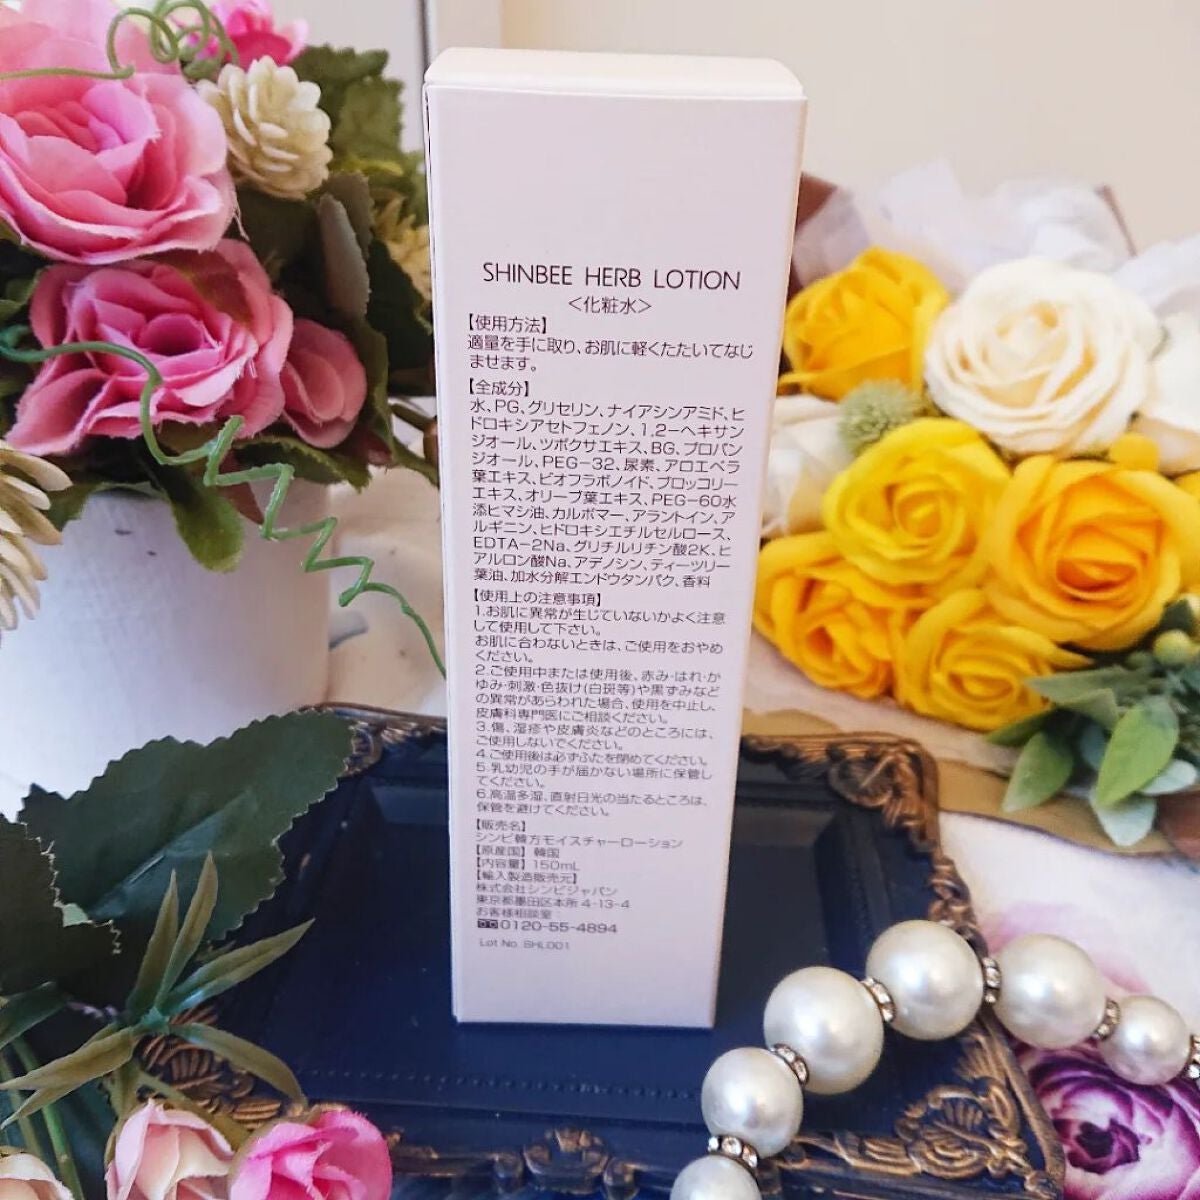 SHINBEE HERB LOTION
<化粧水>
【使用方法】
適量を手に取り、お肌に軽くたたいてなじ
ませます。
【全成分】
水、PG、グリセリン、ナイアシンアミド、ヒ
ドロキシアセトフェノン、1,2-ヘキサン
ジオール、ツボクサエキス、BG、プロパン
ジオール、PEG-32、尿素、アロエベラ
葉エキス、ビオフラボノイド、ブロッコリー
エキス、オリーブ葉エキス、PEG-60水
添ヒマシ油、カルボマー、アラントイン、ア
ルギニン、ヒドロキシエチルセルロース、
EDTA-2Na、グリチルリチン酸2K、ヒ
アルロン酸Na、アデノシン、ティーツリー
葉油、加水分解エンドウタンパク、香料
【使用上の注意事項】
1.お肌に異常が生じていないかよく注意
して使用して下さい。
お肌に合わないときは、ご使用をおやめ
ください。
2.ご使用中または使用後、赤み・はれ・か
ゆみ・刺激・色抜け(白斑等)や黒ずみなど
の異常があらわれた場合、使用を中止し、
皮膚科専門医にご相談ください。
3.傷、湿疹や皮膚炎などのところには、
ご使用しないでください。
4.ご使用後は必ずふたを閉めてください。
5.乳幼児の手が届かない場所に保管し
てください。
6.高温多湿、直射日光の当たるところは、
保管を避けてください。
【販売名】
シンビ韓方モイスチャーローション
【原産国】韓国
【内容量】150mL
【輸入製造販売元】
株式会社シンビジャパン
東京都墨田区本所 4-13-4
お客様相談室:
0120-55-4894
Lot No. SHL001